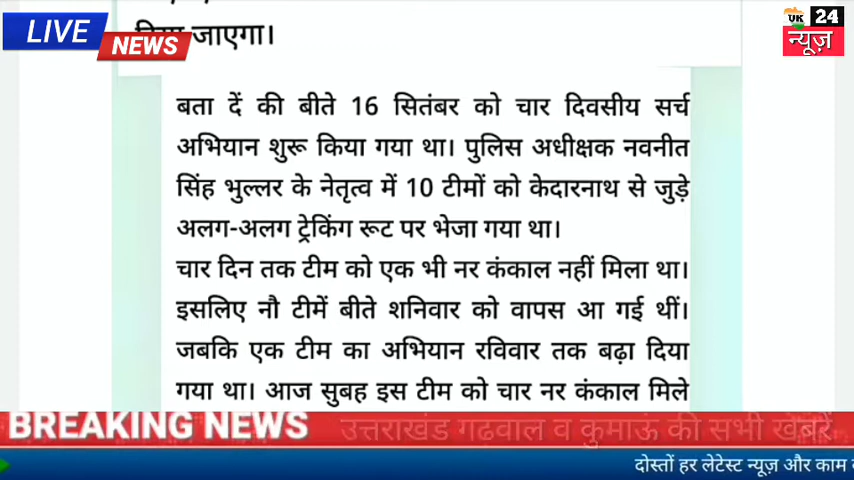 LIVE
NEWS
UK 24
न्यूज़
जाएगा।
बता दें की बीते 16 सितंबर को चार दिवसीय सर्च
अभियान शुरू किया गया था। पुलिस अधीक्षक नवनीत
सिंह भुल्लर के नेतृत्व में 10 टीमों को केदारनाथ से जुड़े
अलग-अलग ट्रेकिंग रूट पर भेजा गया था।
चार दिन तक टीम को एक भी नर कंकाल नहीं मिला था।
इसलिए नौ टीमें बीते शनिवार को वापस आ गई थीं।
जबकि एक टीम का अभियान रविवार तक बढ़ा दिया
गया था। आज सुबह इस टीम को चार नर कंकाल मिले
BREAKING NEWS
उत्तराखंड गढ़वाल व कुमाऊं की सभी खबरें
दोस्तों हर लेटेस्ट न्यूज़ और काम